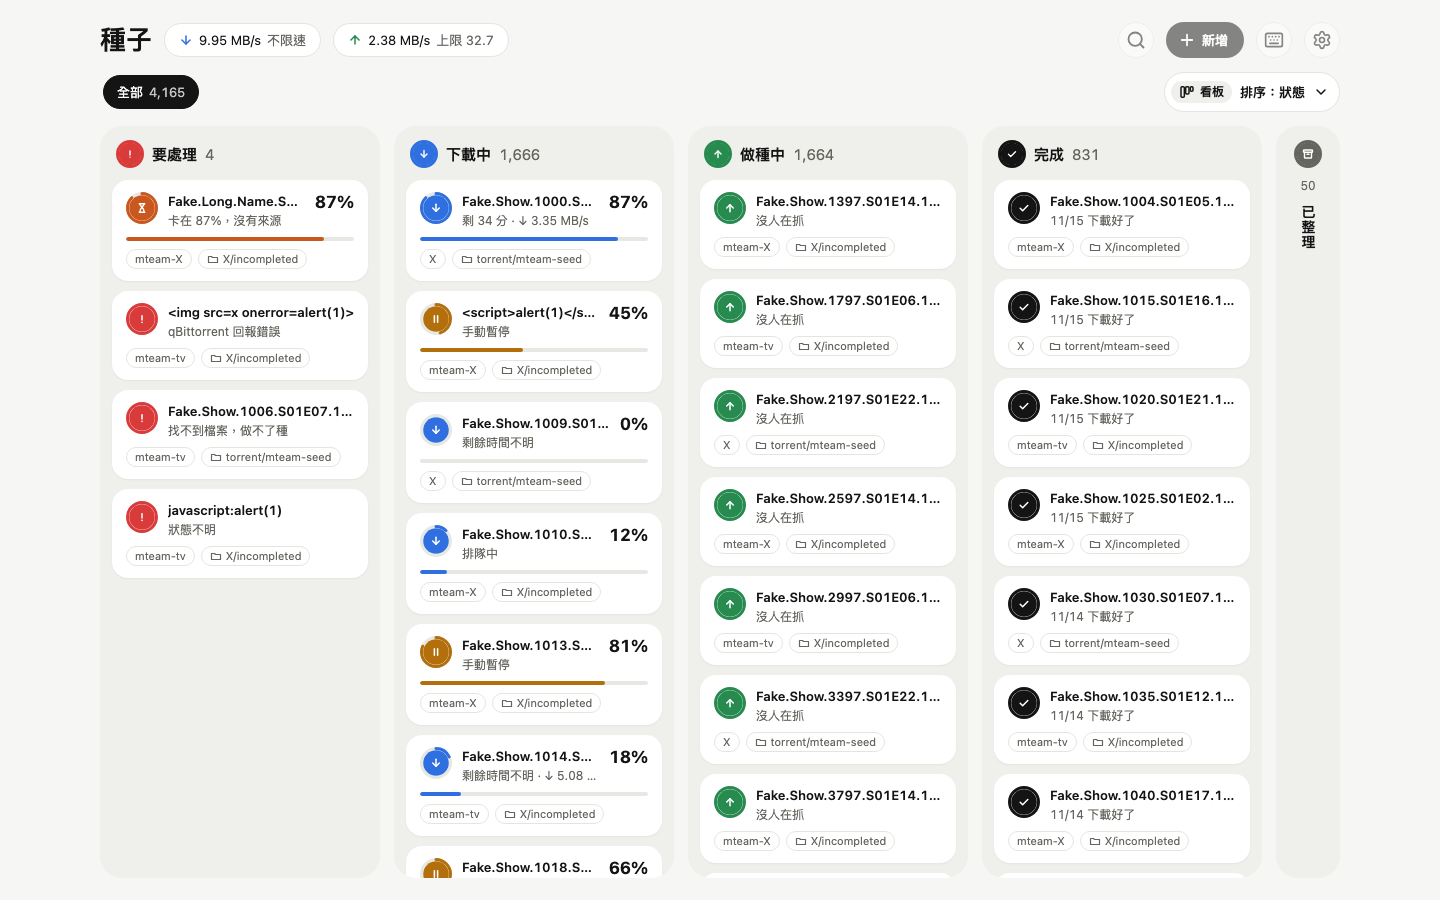 種子
9.95 MB/s 不限速
2.38 MB/s 上限 32.7
新增
全部 4,165
看板 排序：狀態
要處理 4
Fake.Long.Name.S... 87%
卡在 87%，沒有來源
mteam-X X/incompleted
<img src=x onerror=alert(1)>
qBittorrent 回報錯誤
mteam-tv X/incompleted
Fake.Show.1006.S01E07.1...
找不到檔案，做不了種
mteam-tv torrent/mteam-seed
javascript:alert(1)
狀態不明
mteam-tv X/incompleted
下載中 1,666
Fake.Show.1000.S... 87%
剩 34 分 · ↓ 3.35 MB/s
X torrent/mteam-seed
<script>alert(1)</s... 45%
手動暫停
mteam-X X/incompleted
Fake.Show.1009.S01... 0%
剩餘時間不明
X torrent/mteam-seed
Fake.Show.1010.S... 12%
排隊中
mteam-X X/incompleted
Fake.Show.1013.S... 81%
手動暫停
mteam-X X/incompleted
Fake.Show.1014.S... 18%
剩餘時間不明 · ↓ 5.08 ...
mteam-tv X/incompleted
Fake.Show.1018.S... 66%
做種中 1,664
Fake.Show.1397.S01E14.1...
沒人在抓
mteam-X X/incompleted
Fake.Show.1797.S01E06.1...
沒人在抓
mteam-tv X/incompleted
Fake.Show.2197.S01E22.1...
沒人在抓
X torrent/mteam-seed
Fake.Show.2597.S01E14.1...
沒人在抓
mteam-X X/incompleted
Fake.Show.2997.S01E06.1...
沒人在抓
mteam-tv X/incompleted
Fake.Show.3397.S01E22.1...
沒人在抓
X torrent/mteam-seed
Fake.Show.3797.S01E14.1...
沒人在抓
mteam-X X/incompleted
完成 831
Fake.Show.1004.S01E05.1...
11/15 下載好了
mteam-X X/incompleted
Fake.Show.1015.S01E16.1...
11/15 下載好了
X torrent/mteam-seed
Fake.Show.1020.S01E21.1...
11/15 下載好了
mteam-tv X/incompleted
Fake.Show.1025.S01E02.1...
11/15 下載好了
mteam-X X/incompleted
Fake.Show.1030.S01E07.1...
11/14 下載好了
X torrent/mteam-seed
Fake.Show.1035.S01E12.1...
11/14 下載好了
mteam-tv X/incompleted
Fake.Show.1040.S01E17.1...
11/14 下載好了
mteam-X X/incompleted
50
已整理